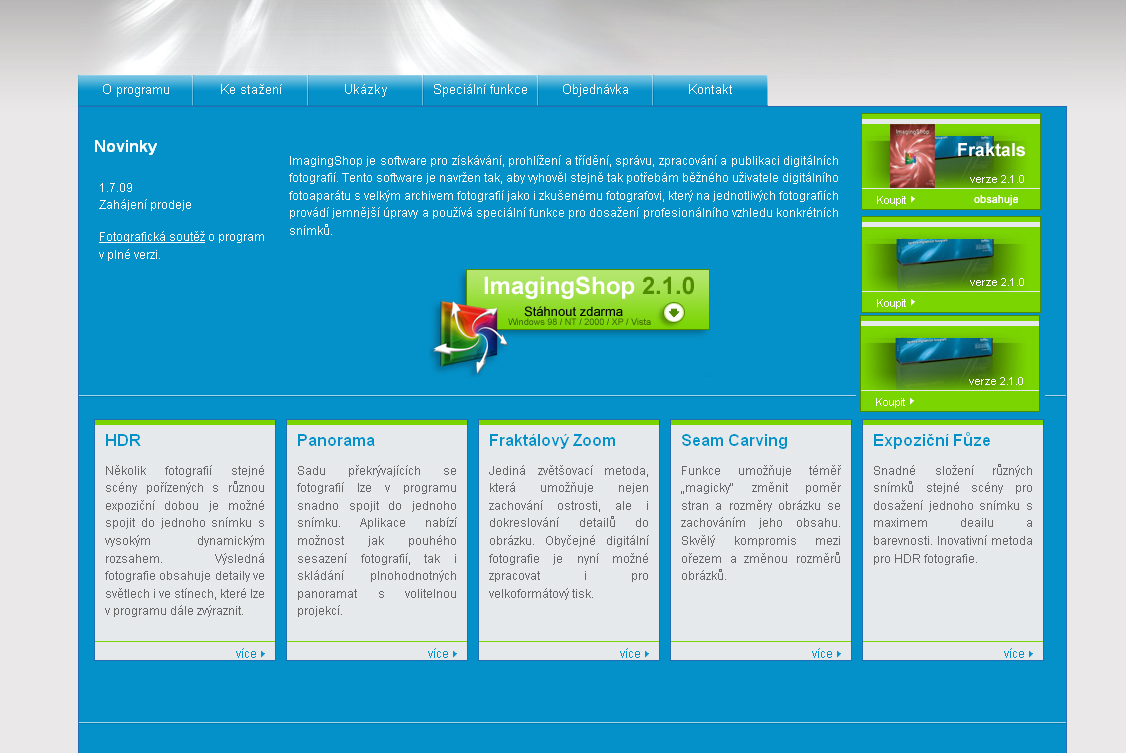 O programu
Ke stažení
Ukázky
Speciální funkce
Objednávka
Kontakt
Novinky
1.7.09
Zahájení prodeje
Fotografická soutěž o program
v plné verzi.
ImagingShop je software pro získávání, prohlížení a třídění, správu, zpracování a publikaci digitálních
fotografií. Tento software je navržen tak, aby vyhověl stejně tak potřebám běžného uživatele digitálního
fotoaparátu s velkým archivem fotografií jako i zkušenému fotografovi, který na jednotlivých fotografiích
provádí jemnější úpravy a používá speciální funkce pro dosažení profesionálního vzhledu konkrétních
snímků.
ImagingShop 2.1.0
Stáhnout zdarma
Windows 98 / NT / 2000 / XP / Vista
ImagingShop
Fraktals
verze 2.1.0
Koupit
obsahuje
verze 2.1.0
Koupit
verze 2.1.0
Koupit
HDR
Několik fotografií stejné
scény pořízených s různou
expoziční dobou je možné
spojit do jednoho snímku s
vysokým dynamickým
rozsahem. Výsledná
fotografie obsahuje detaily ve
světlech i ve stínech, které lze
v programu dále zvýraznit.
více
Panorama
Sadu překrývajících se
fotografií lze v programu
snadno spojit do jednoho
snímku. Aplikace nabízí
možnost jak pouhého
sesazení fotografií, tak i
skládání plnohodnotných
panoramat s volitelnou
projekcí.
více
Fraktálový Zoom
Jediná zvětšovací metoda,
která umožňuje nejen
zachování ostrosti, ale i
dokreslování detailů do
obrázku. Obyčejné digitální
fotografie je nyní možné
zpracovat i pro
velkoformátový tisk.
více
Seam Carving
Funkce umožňuje téměř
„magicky" změnit poměr
stran a rozměry obrázku se
zachováním jeho obsahu.
Skvělý kompromis mezi
ořezem a změnou rozměrů
obrázků.
více
Expoziční Fůze
Snadné složení různých
snímků stejné scény pro
dosažení jednoho snímku s
maximem deailu a
barevnosti. Inovativní metoda
pro HDR fotografie.
více